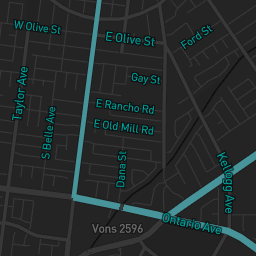 W Olive St
E Olive St
Ford St
Gay St
Taylor Ave
E Rancho Rd
S Belle Ave
E Old Mill Rd
Dana St
Kellogg Ave
Ontario Ave
Vons 2596